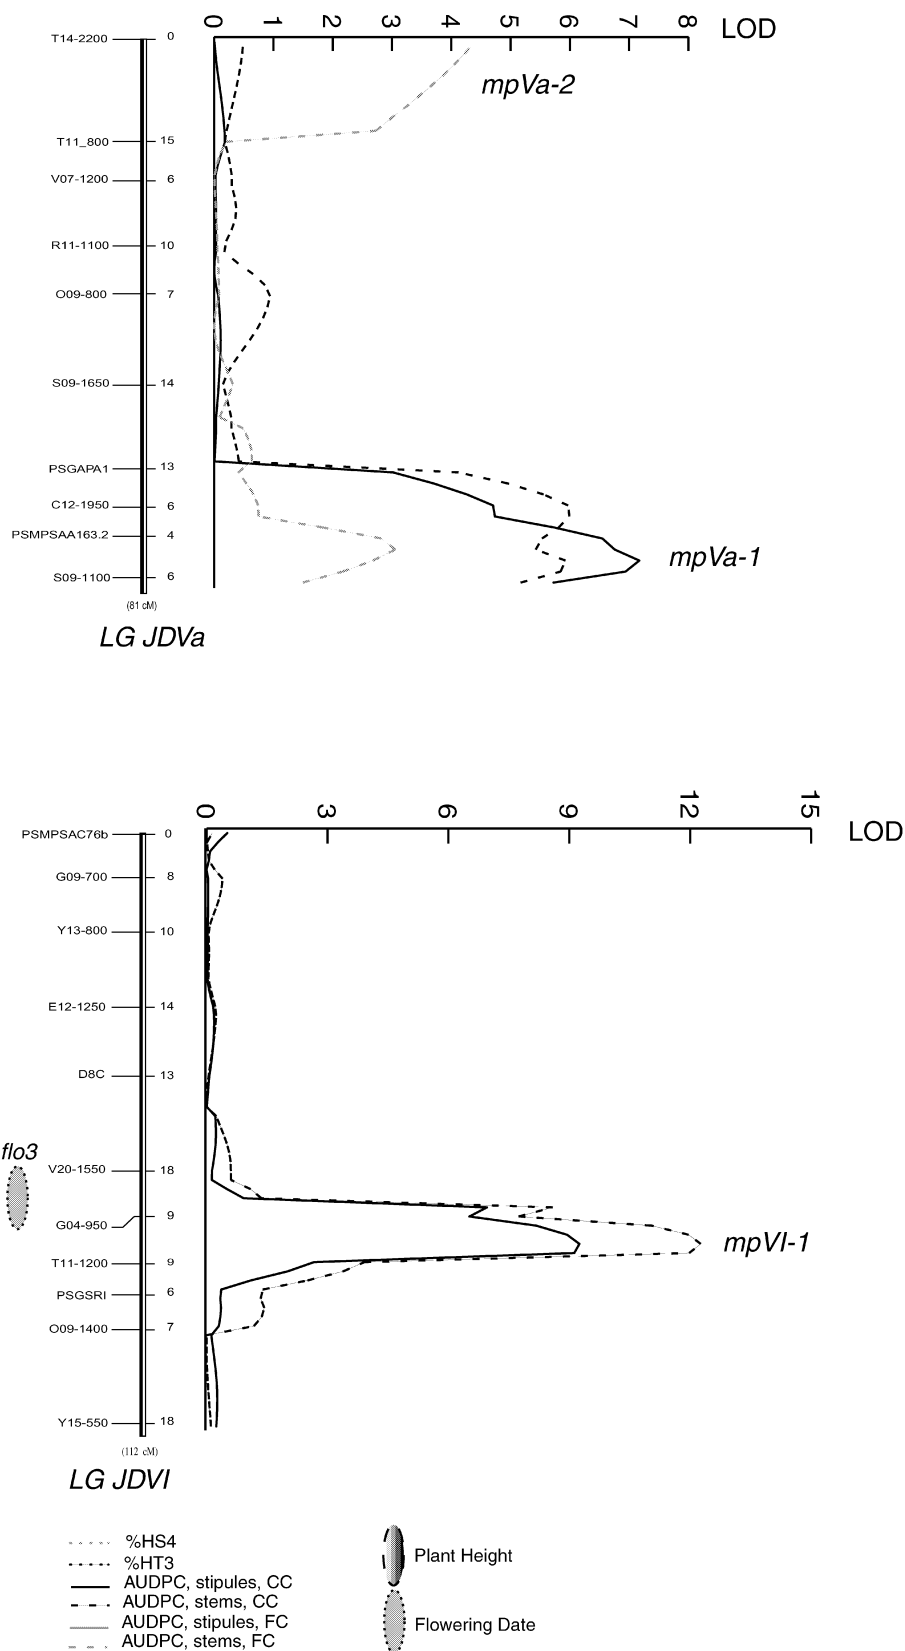 0 1 2 3 4 5 6 7 8 LOD
T14-2200 0
mpVa-2
T11_800 15
V07-1200 6
R11-1100 10
O09-800 7
S09-1650 14
PSGAPA1 13
C12-1950 6
PSMPSAA163.2 4
mpVa-1
S09-1100 6
(81 cM)
LG JDVa
0 3 6 9 12 15 LOD
PSMPSAC76b 0
G09-700 8
Y13-800 10
E12-1250 14
D8C 13
flo3
V20-1550 18
G04-950 9
mpVI-1
T11-1200 9
PSGSRI 6
O09-1400 7
Y15-550 18
(112 cM)
LG JDVI
%HS4
%HT3
AUDPC, stipules, CC
AUDPC, stems, CC
AUDPC, stipules, FC
AUDPC, stems, FC
Plant Height
Flowering Date